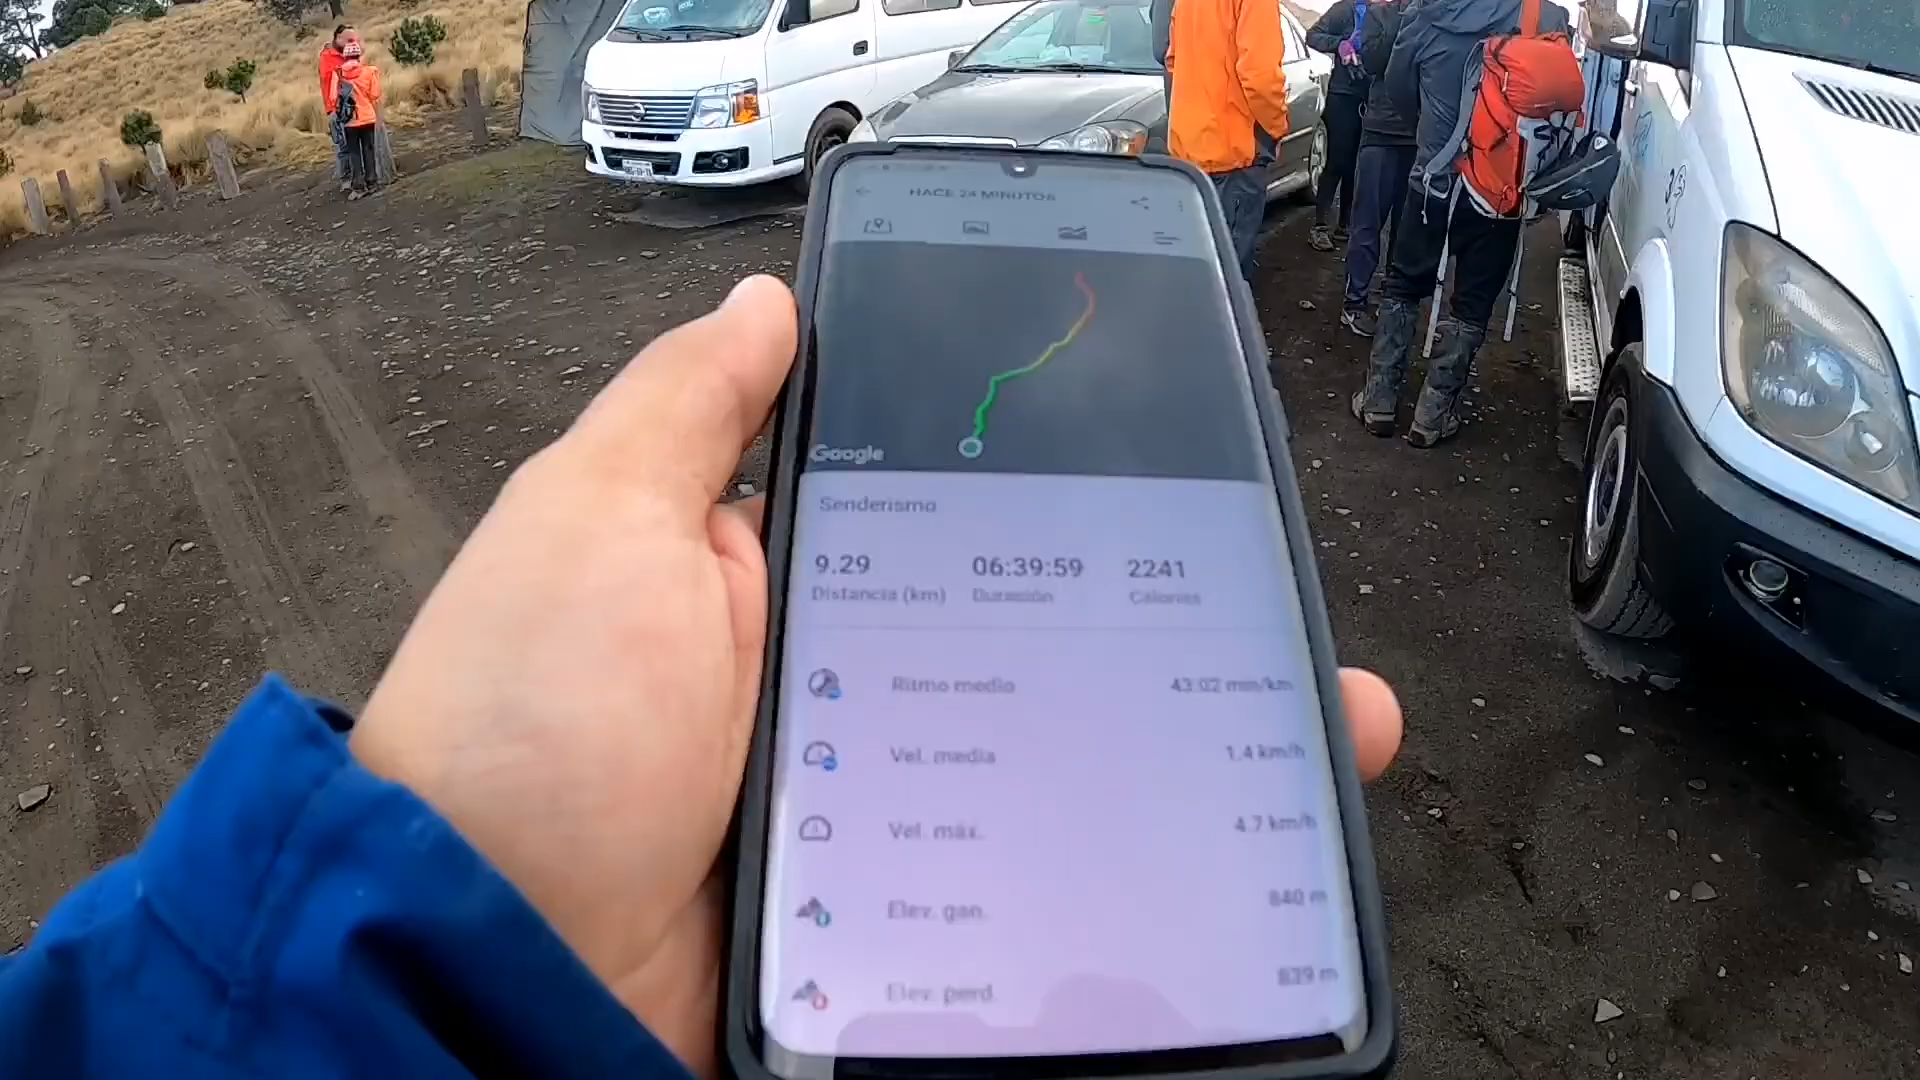 HACE 24 MINUTOS
Google
Senderismo
9.29 06:39:59 2241
Distancia (km) Duración Calorías
Ritmo medio 43:02 min/km
Vel. media 1.4 km/h
Vel. máx. 4.7 km/h
Elev. gan. 840 m
Elev. perd. 839 m